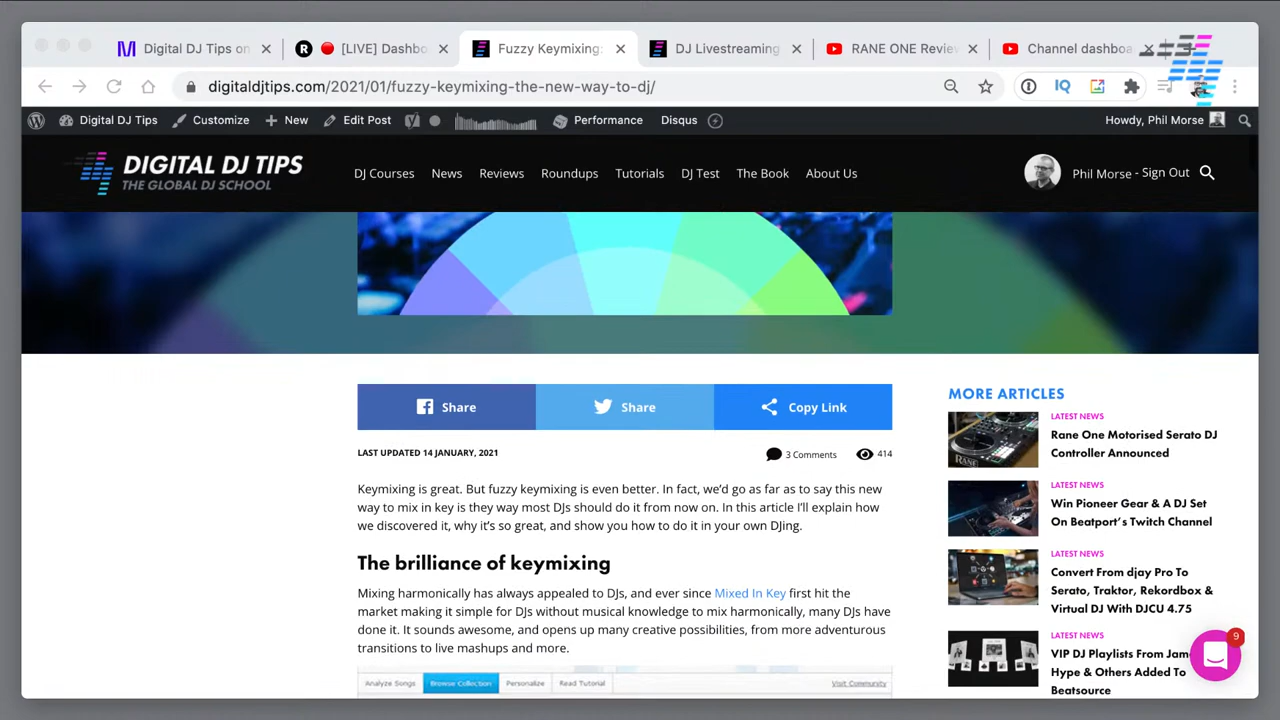 Digital DJ Tips on
[LIVE] Dashbo
Fuzzy Keymixing:
DJ Livestreaming
RANE ONE Review
Channel dashboa
digitaldjtips.com/2021/01/fuzzy-keymixing-the-new-way-to-dj/
Digital DJ Tips
Customize
New
Edit Post
Performance
Disqus
Howdy, Phil Morse
DIGITAL DJ TIPS
THE GLOBAL DJ SCHOOL
DJ Courses
News
Reviews
Roundups
Tutorials
DJ Test
The Book
About Us
Phil Morse - Sign Out
Share
Share
Copy Link
LAST UPDATED 14 JANUARY, 2021
3 Comments
414
Keymixing is great. But fuzzy keymixing is even better. In fact, we'd go as far as to say this new
way to mix in key is they way most DJs should do it from now on. In this article I'll explain how
we discovered it, why it's so great, and show you how to do it in your own DJing.
The brilliance of keymixing
Mixing harmonically has always appealed to DJs, and ever since Mixed In Key first hit the
market making it simple for DJs without musical knowledge to mix harmonically, many DJs have
done it. It sounds awesome, and opens up many creative possibilities, from more adventurous
transitions to live mashups and more.
Analyze Songs
Browse Collection
Personalize
Read Tutorial
Visit Community
MORE ARTICLES
LATEST NEWS
Rane One Motorised Serato DJ
Controller Announced
LATEST NEWS
Win Pioneer Gear & A DJ Set
On Beatport's Twitch Channel
LATEST NEWS
Convert From djay Pro To
Serato, Traktor, Rekordbox &
Virtual DJ With DJCU 4.75
LATEST NEWS
VIP DJ Playlists From Jam
Hype & Others Added To
Beatsource
9